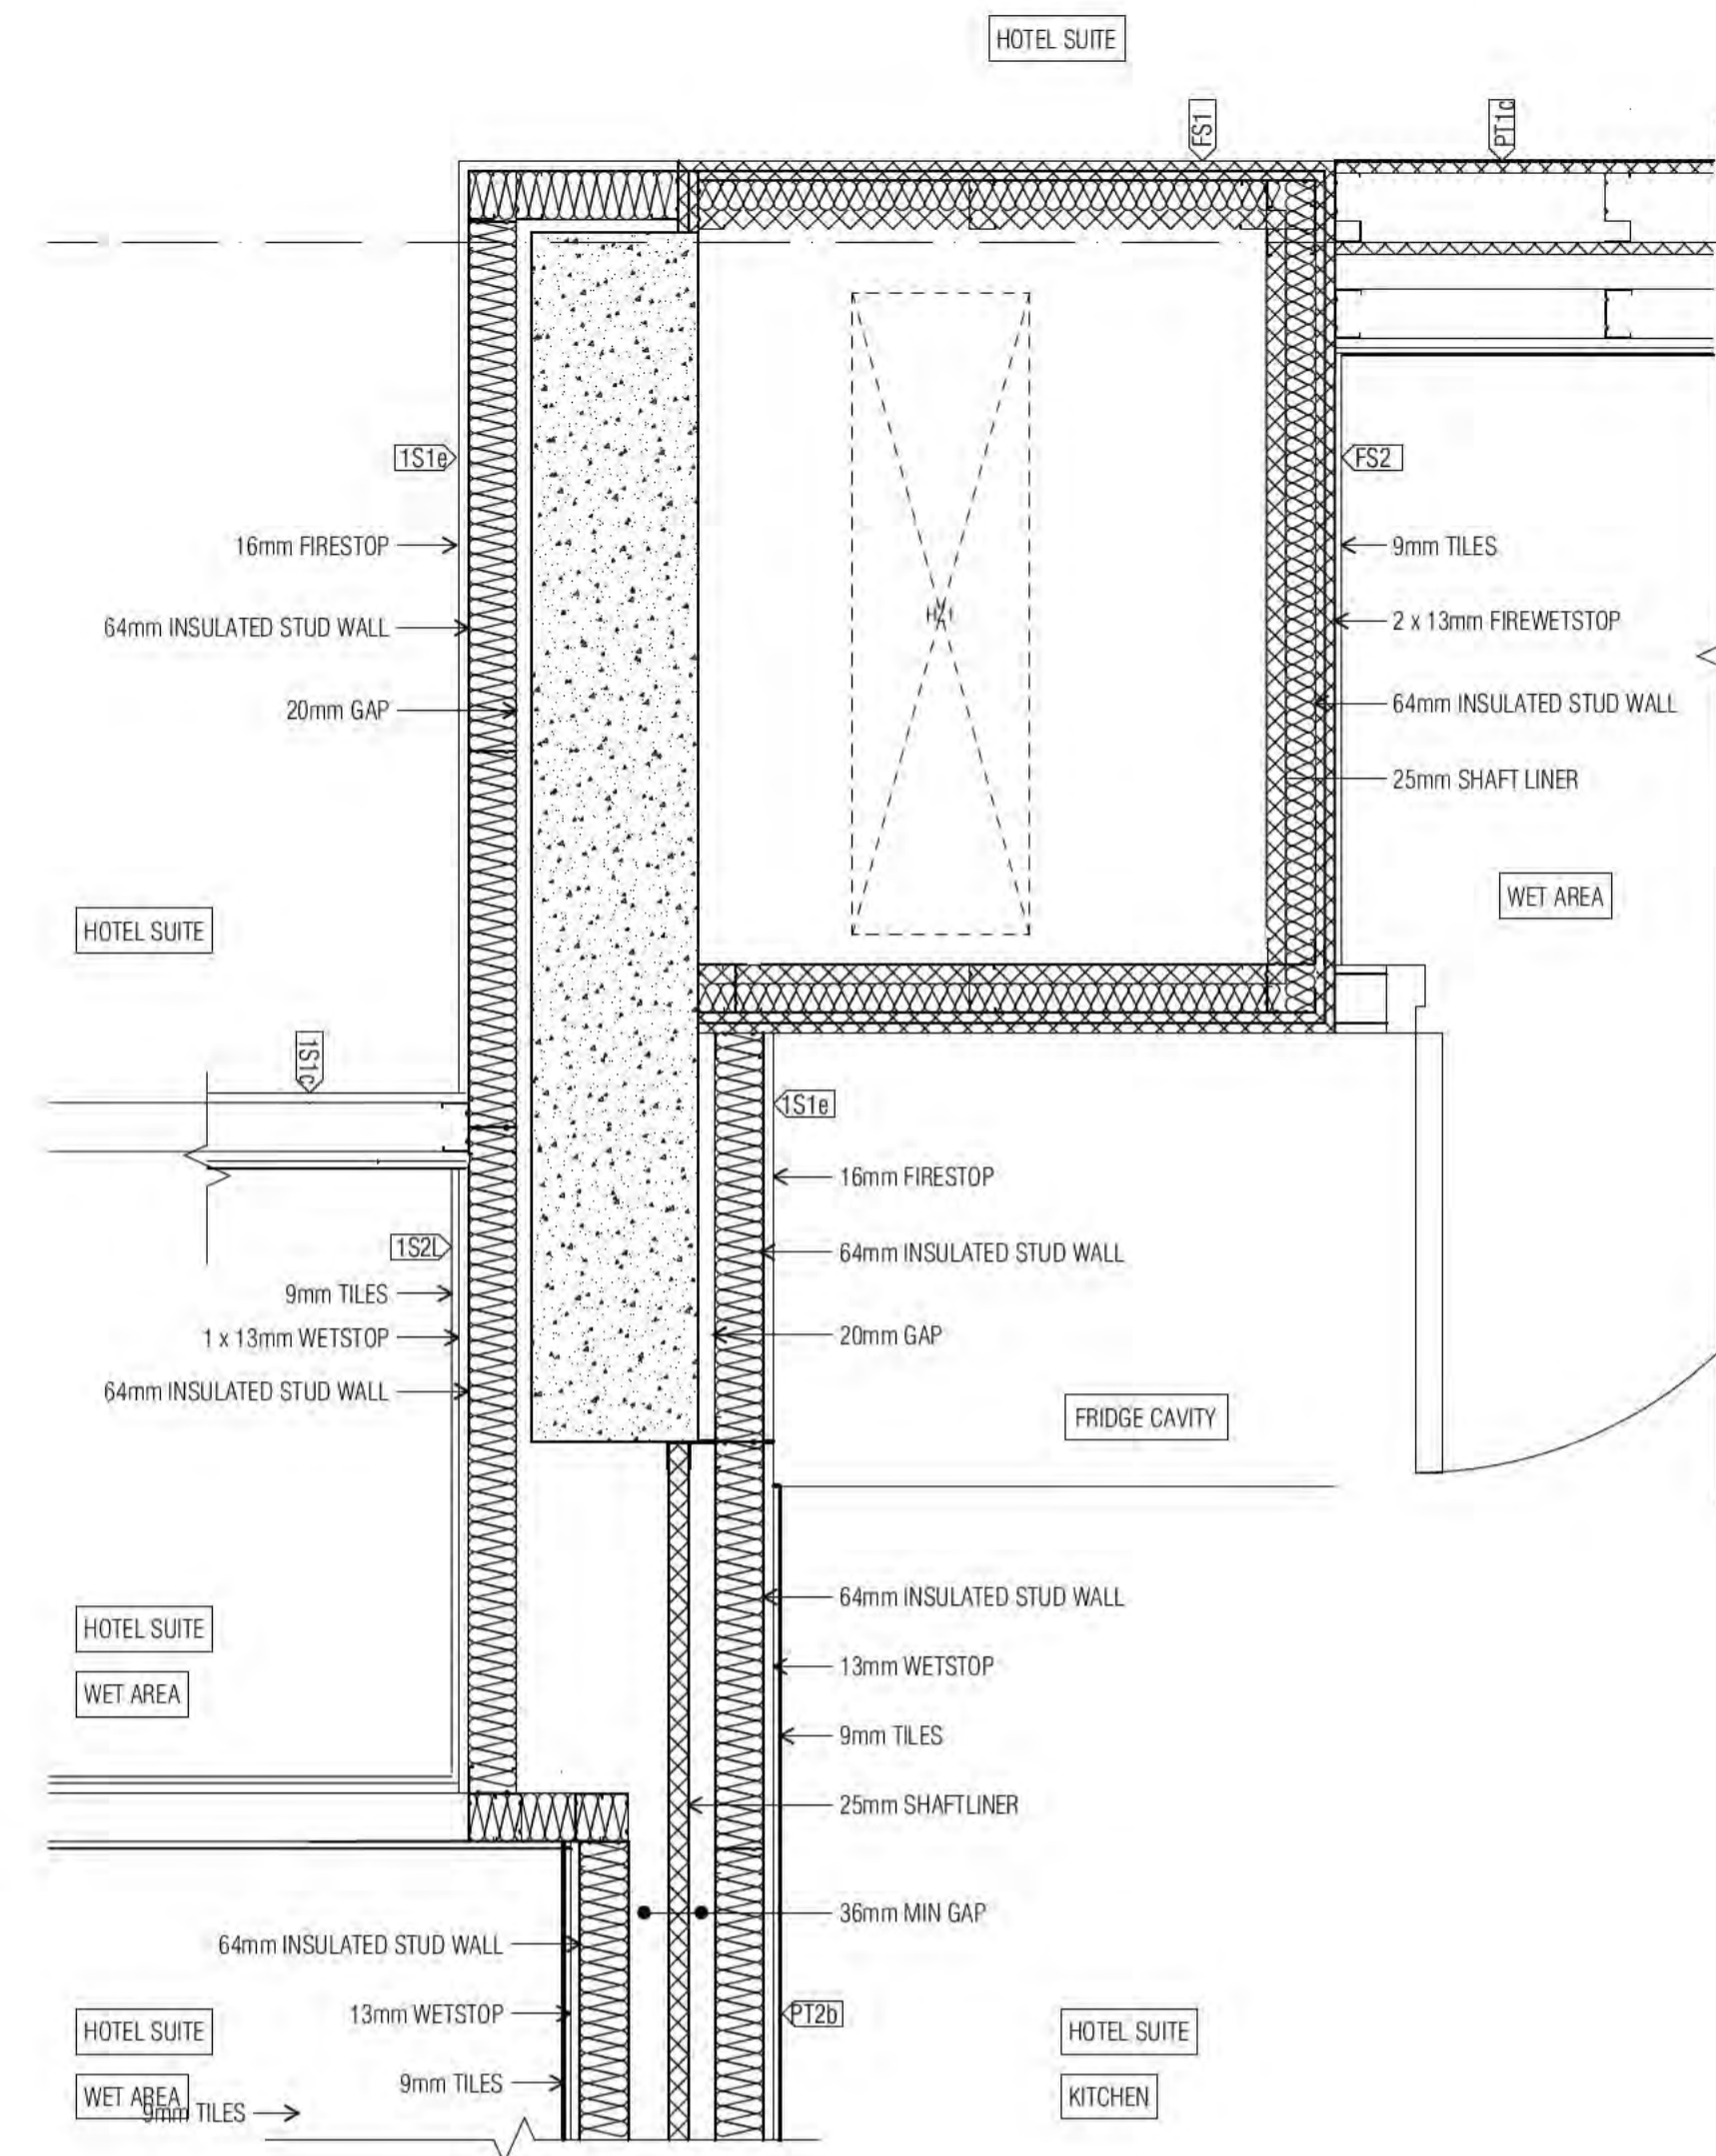 HOTEL SUITE
FS1
PT1c
1S1e
FS2
16mm FIRESTOP
9mm TILES
64mm INSULATED STUD WALL
2 x 13mm FIREWETSTOP
20mm GAP
64mm INSULATED STUD WALL
25mm SHAFT LINER
HOTEL SUITE
WET AREA
1S1c
1S1e
16mm FIRESTOP
1S2L
64mm INSULATED STUD WALL
9mm TILES
1 x 13mm WETSTOP
20mm GAP
64mm INSULATED STUD WALL
FRIDGE CAVITY
64mm INSULATED STUD WALL
HOTEL SUITE
13mm WETSTOP
WET AREA
9mm TILES
25mm SHAFTLINER
36mm MIN GAP
64mm INSULATED STUD WALL
13mm WETSTOP
PT2b
HOTEL SUITE
HOTEL SUITE
9mm TILES
WET AREA
KITCHEN
9mm TILES